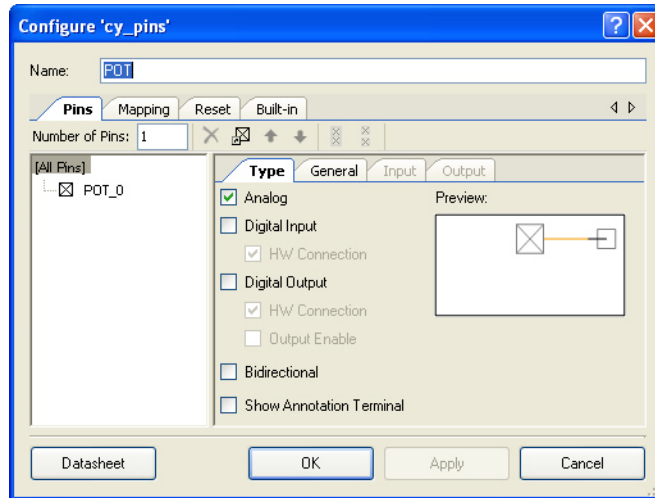 Configure 'cy_pins'
Name: POT
Pins Mapping Reset Built-in
Number of Pins: 1
[All Pins]
POT_0
Type General Input Output
Analog
Preview:
Digital Input
HW Connection
Digital Output
HW Connection
Output Enable
Bidirectional
Show Annotation Terminal
Datasheet OK Apply Cancel